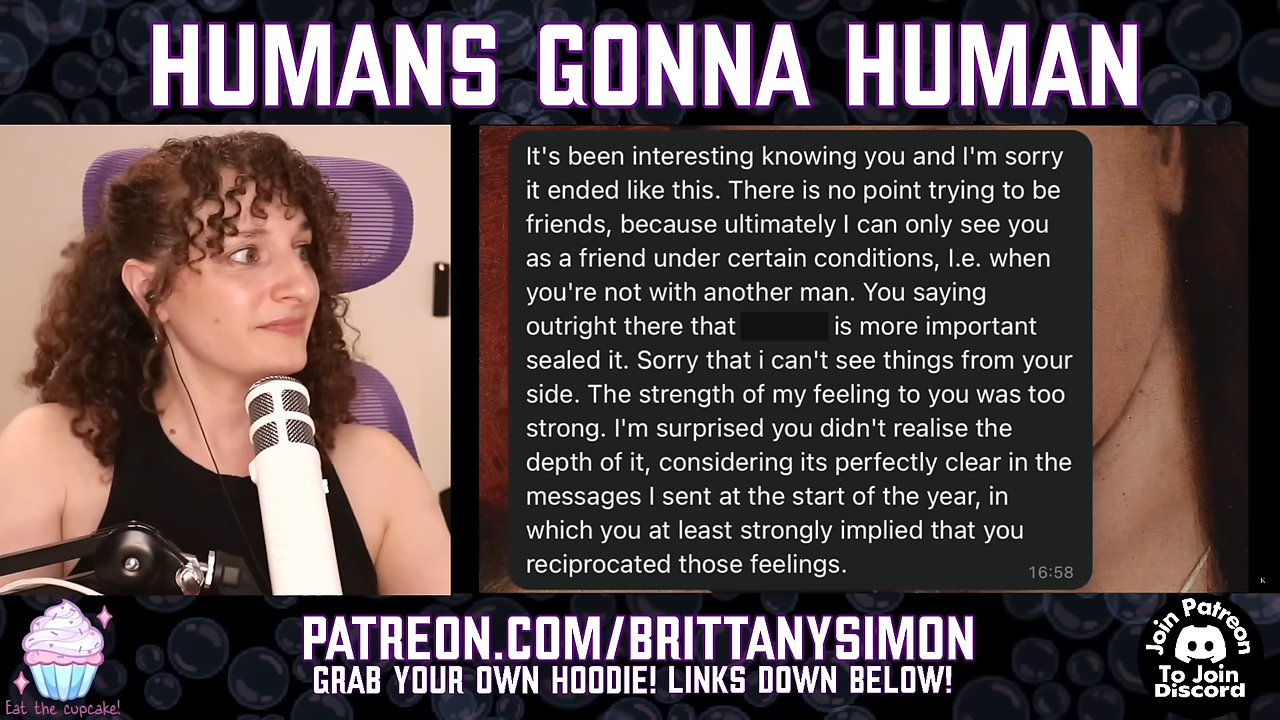 HUMANS GONNA HUMAN
It's been interesting knowing you and I'm sorry
it ended like this. There is no point trying to be
friends, because ultimately I can only see you
as a friend under certain conditions, I.e. when
you're not with another man. You saying
outright there that is more important
sealed it. Sorry that i can't see things from your
side. The strength of my feeling to you was too
strong. I'm surprised you didn't realise the
depth of it, considering its perfectly clear in the
messages I sent at the start of the year, in
which you at least strongly implied that you
reciprocated those feelings.
16:58
K
Eat the cupcake!
PATREON.COM/BRITTANYSIMON
GRAB YOUR OWN HOODIE! LINKS DOWN BELOW!
Join Patreon
To Join
Discord